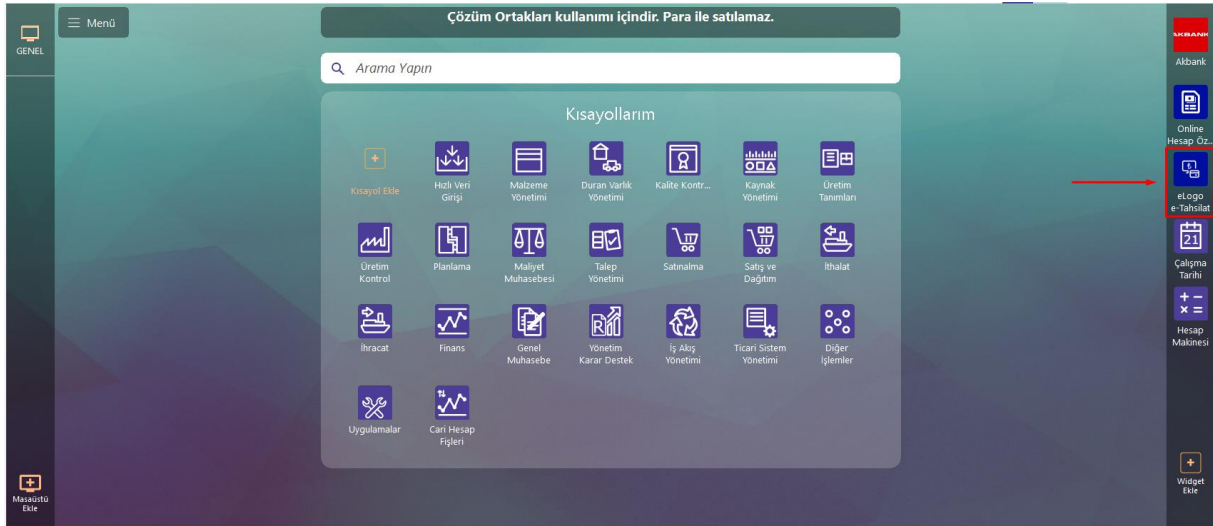 GENEL
Menü
Çözüm Ortakları kullanımı içindir. Para ile satılamaz.
Arama Yapın
Kısayollarım
Kısayol Ekle
Hızlı Veri
Girişi
Malzeme
Yönetimi
Duran Varlık
Yönetimi
Kalite Kontr...
Kaynak
Yönetimi
Üretim
Tanımları
Üretim
Kontrol
Planlama
Maliyet
Muhasebesi
Talep
Yönetimi
Satınalma
Satış ve
Dağıtım
İthalat
İhracat
Finans
Genel
Muhasebe
Yönetim
Karar Destek
İş Akış
Yönetimi
Ticari Sistem
Yönetimi
Diğer
İşlemler
Uygulamalar
Cari Hesap
Fişleri
Masaüstü
Ekle
AKBANK
Akbank
Online
Hesap Öz...
eLogo
e-Tahsilat
21
Çalışma
Tarihi
Hesap
Makinesi
Widget
Ekle